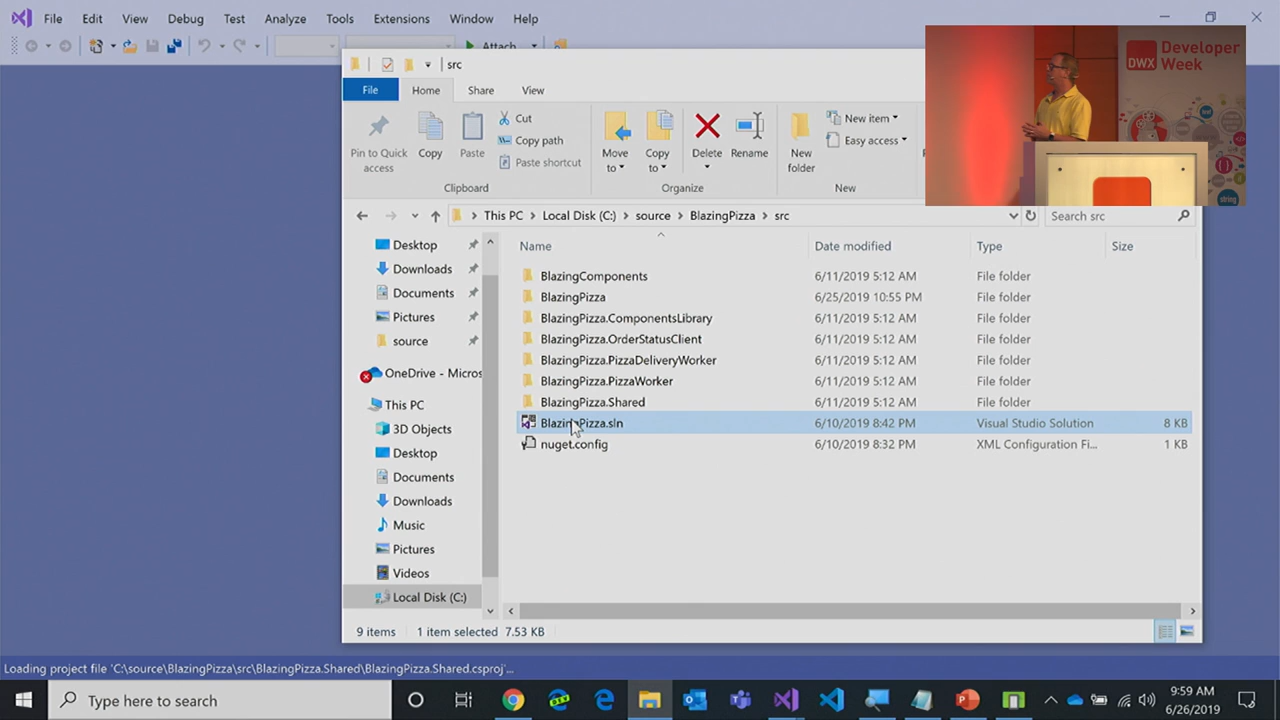 File Edit View Debug Test Analyze Tools Extensions Window Help
Attach
src
File Home Share View
Pin to Quick access
Copy
Paste
Cut
Copy path
Paste shortcut
Clipboard
Move to
Copy to
Delete
Rename
Organize
New folder
New item
Easy access
New
DWX Developer Week
string
This PC Local Disk (C:) source BlazingPizza src
Search src
Name Date modified Type Size
BlazingComponents 6/11/2019 5:12 AM File folder
BlazingPizza 6/25/2019 10:55 PM File folder
BlazingPizza.ComponentsLibrary 6/11/2019 5:12 AM File folder
BlazingPizza.OrderStatusClient 6/11/2019 5:12 AM File folder
BlazingPizza.PizzaDeliveryWorker 6/11/2019 5:12 AM File folder
BlazingPizza.PizzaWorker 6/11/2019 5:12 AM File folder
BlazingPizza.Shared 6/11/2019 5:12 AM File folder
BlazingPizza.sln 6/10/2019 8:42 PM Visual Studio Solution 8 KB
nuget.config 6/10/2019 8:32 PM XML Configuration Fi... 1 KB
Desktop
Downloads
Documents
Pictures
source
OneDrive - Micros
This PC
3D Objects
Desktop
Documents
Downloads
Music
Pictures
Videos
Local Disk (C:)
9 items 1 item selected 7.53 KB
Loading project file 'C:\source\BlazingPizza\src\BlazingPizza.Shared\BlazingPizza.Shared.csproj'...
Type here to search
9:59 AM
6/26/2019